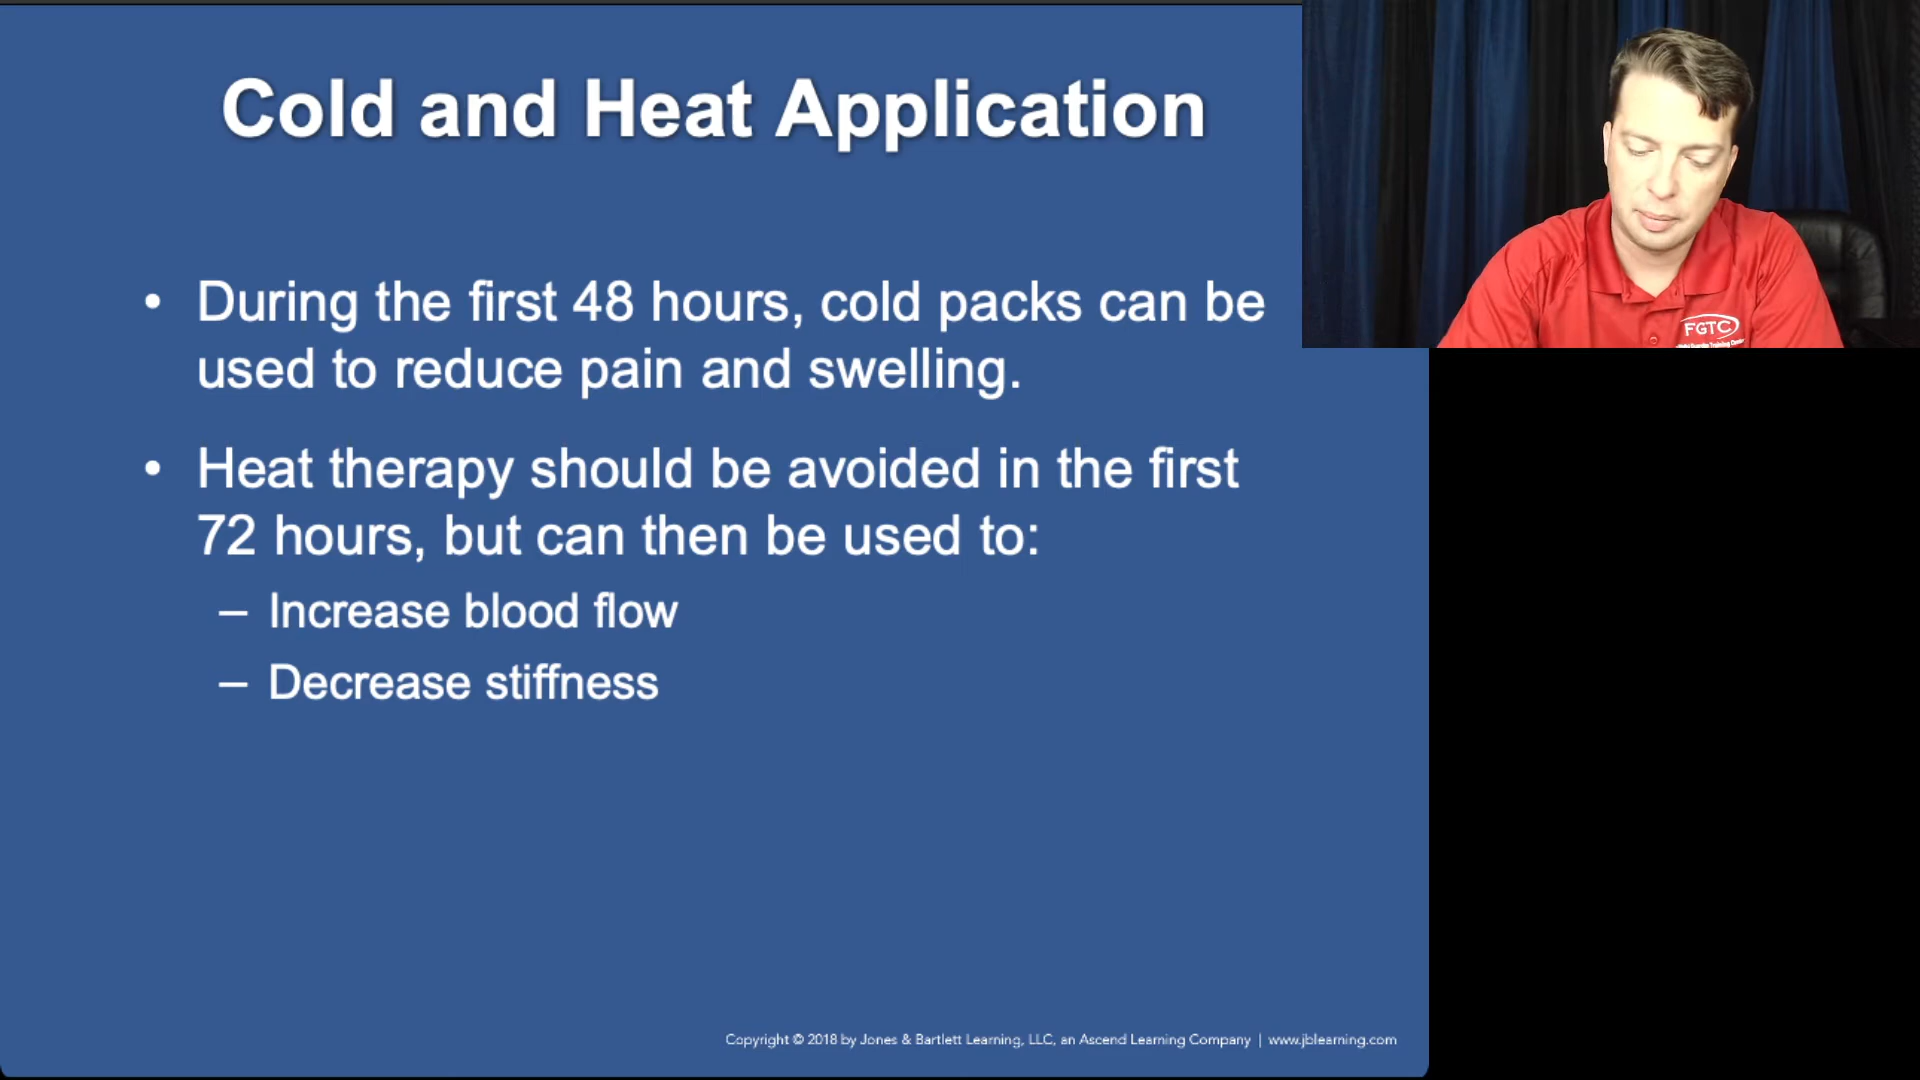 Cold and Heat Application
• During the first 48 hours, cold packs can be
used to reduce pain and swelling.
• Heat therapy should be avoided in the first
72 hours, but can then be used to:
– Increase blood flow
– Decrease stiffness
Copyright © 2018 by Jones & Bartlett Learning, LLC, an Ascend Learning Company | www.jblearning.com
FGTC